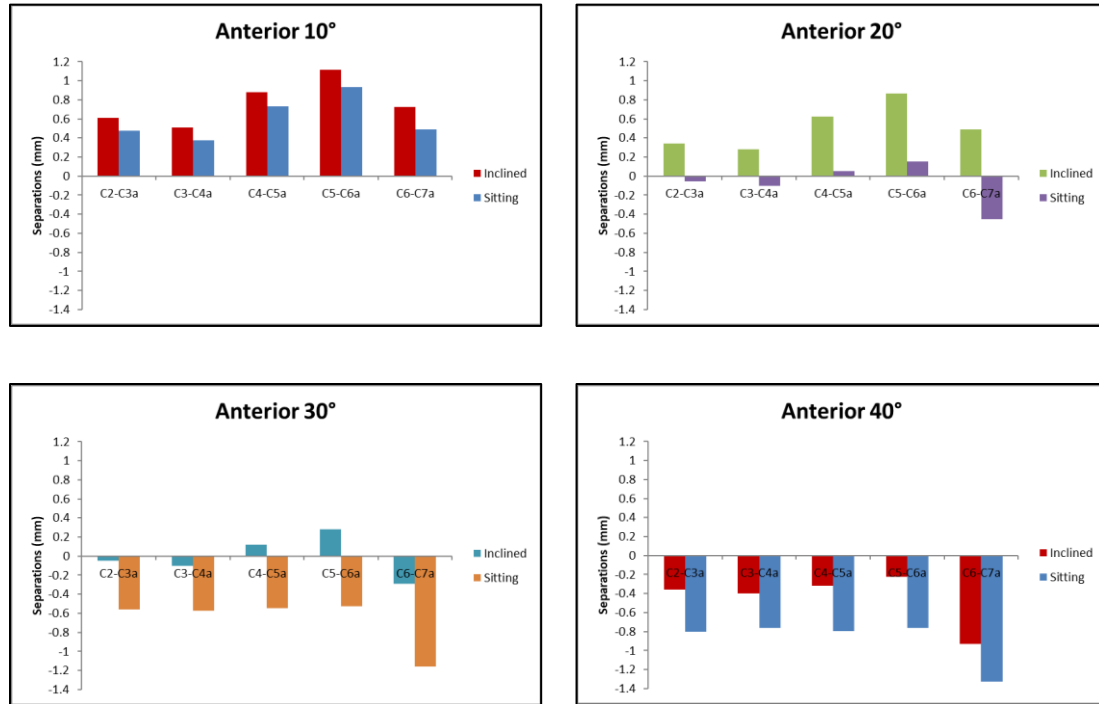 Anterior 10°
Separations (mm)
1.2
1
0.8
0.6
0.4
0.2
0
-0.2
-0.4
-0.6
-0.8
-1
-1.2
-1.4
C2-C3a C3-C4a C4-C5a C5-C6a C6-C7a
Inclined
Sitting
Anterior 20°
Separations (mm)
1.2
1
0.8
0.6
0.4
0.2
0
-0.2
-0.4
-0.6
-0.8
-1
-1.2
-1.4
C2-C3a C3-C4a C4-C5a C5-C6a C6-C7a
Inclined
Sitting
Anterior 30°
Separations (mm)
1.2
1
0.8
0.6
0.4
0.2
0
-0.2
-0.4
-0.6
-0.8
-1
-1.2
-1.4
C2-C3a C3-C4a C4-C5a C5-C6a C6-C7a
Inclined
Sitting
Anterior 40°
Separations (mm)
1.2
1
0.8
0.6
0.4
0.2
0
-0.2
-0.4
-0.6
-0.8
-1
-1.2
-1.4
C2-C3a C3-C4a C4-C5a C5-C6a C6-C7a
Inclined
Sitting